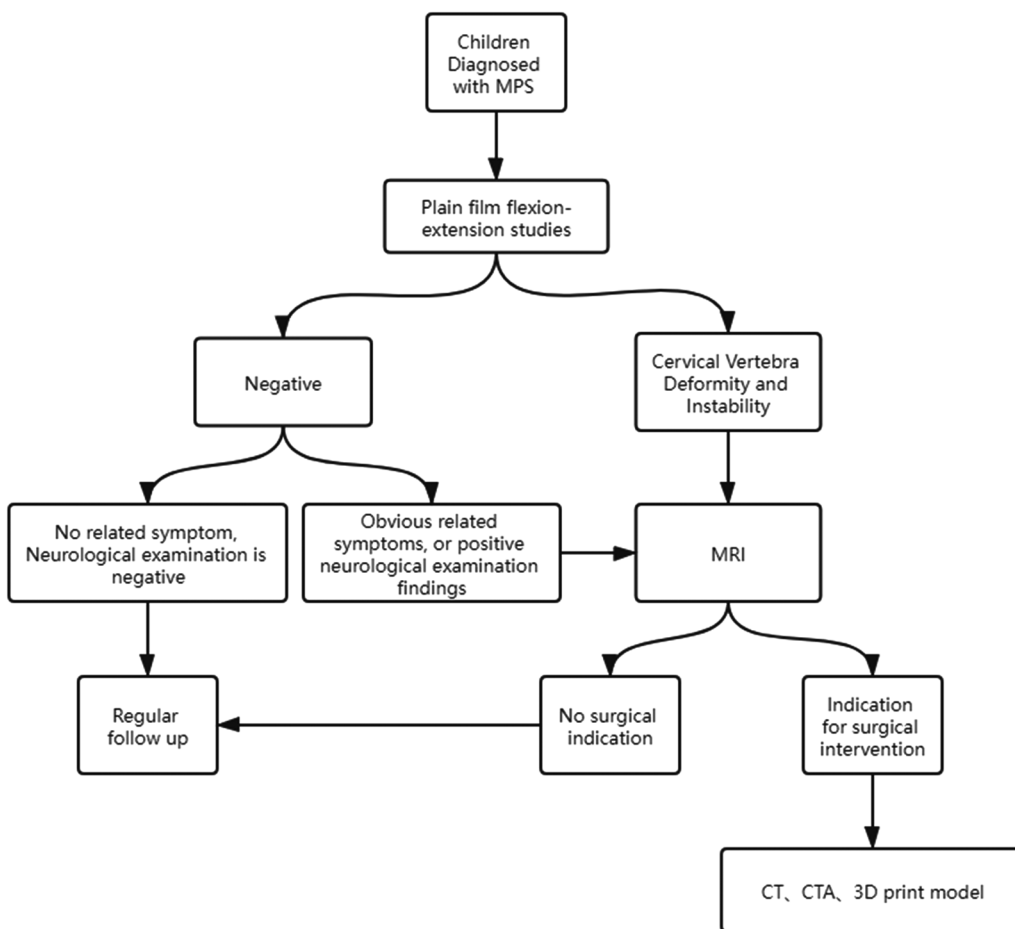 Children
Diagnosed
with MPS
Plain film flexion-
extension studies
Negative
Cervical Vertebra
Deformity and
Instability
No related symptom,
Neurological examination is
negative
Obvious related
symptoms, or positive
neurological examination
findings
MRI
Regular
follow up
No surgical
indication
Indication
for surgical
intervention
CT、CTA、3D print model